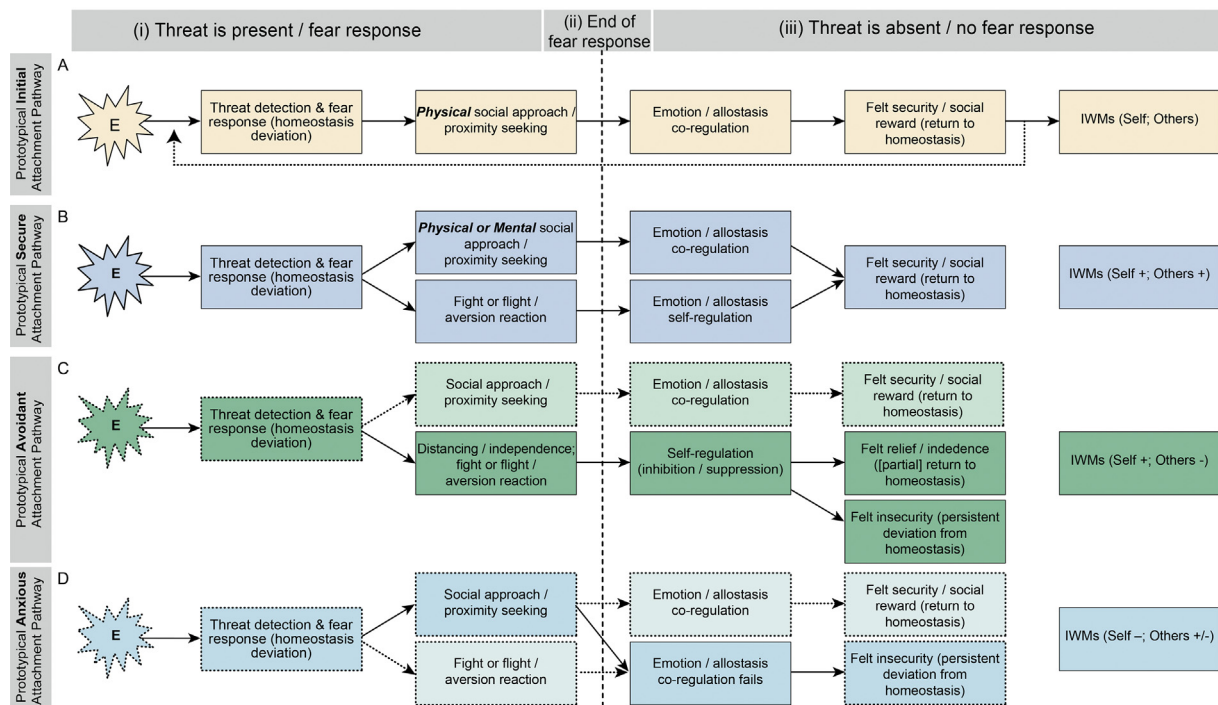 (i) Threat is present / fear response
(ii) End of
fear response
(iii) Threat is absent / no fear response
Prototypical Initial
Attachment Pathway
A
E
Threat detection & fear
response (homeostasis
deviation)
Physical social approach /
proximity seeking
Emotion / allostasis
co-regulation
Felt security / social
reward (return to
homeostasis)
IWMs (Self; Others)
Prototypical Secure
Attachment Pathway
B
E
Threat detection & fear
response (homeostasis
deviation)
Physical or Mental social
approach /
proximity seeking
Fight or flight /
aversion reaction
Emotion / allostasis
co-regulation
Emotion / allostasis
self-regulation
Felt security / social
reward (return to
homeostasis)
IWMs (Self +; Others +)
Prototypical Avoidant
Attachment Pathway
C
E
Threat detection & fear
response (homeostasis
deviation)
Social approach /
proximity seeking
Distancing / independence;
fight or flight /
aversion reaction
Emotion / allostasis
co-regulation
Self-regulation
(inhibition / suppression)
Felt security / social
reward (return to
homeostasis)
Felt relief / indedence
([partial] return to
homeostasis)
Felt insecurity (persistent
deviation from
homeostasis)
IWMs (Self +; Others -)
Prototypical Anxious
Attachment Pathway
D
E
Threat detection & fear
response (homeostasis
deviation)
Social approach /
proximity seeking
Fight or flight /
aversion reaction
Emotion / allostasis
co-regulation
Emotion / allostasis
co-regulation fails
Felt security / social
reward (return to
homeostasis)
Felt insecurity (persistent
deviation from
homeostasis)
IWMs (Self –; Others +/-)